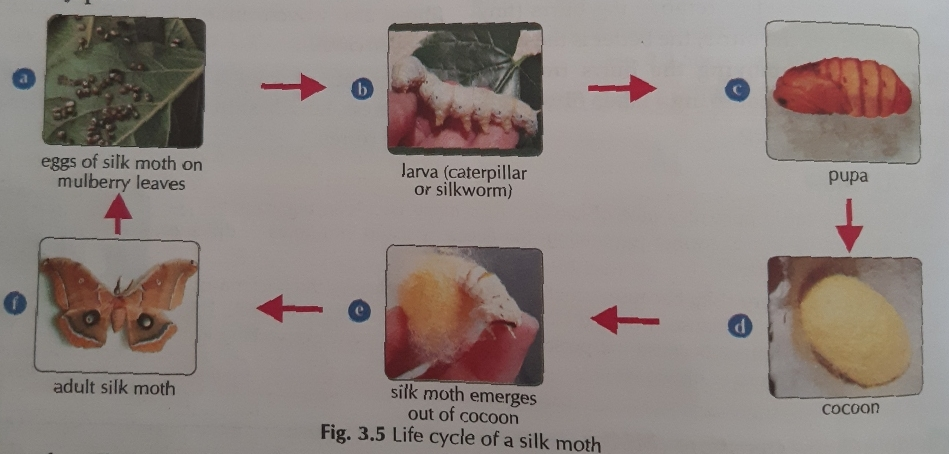 a
eggs of silk moth on
mulberry leaves
b
larva (caterpillar
or silkworm)
c
pupa
d
cocoon
e
silk moth emerges
out of cocoon
f
adult silk moth
Fig. 3.5 Life cycle of a silk moth